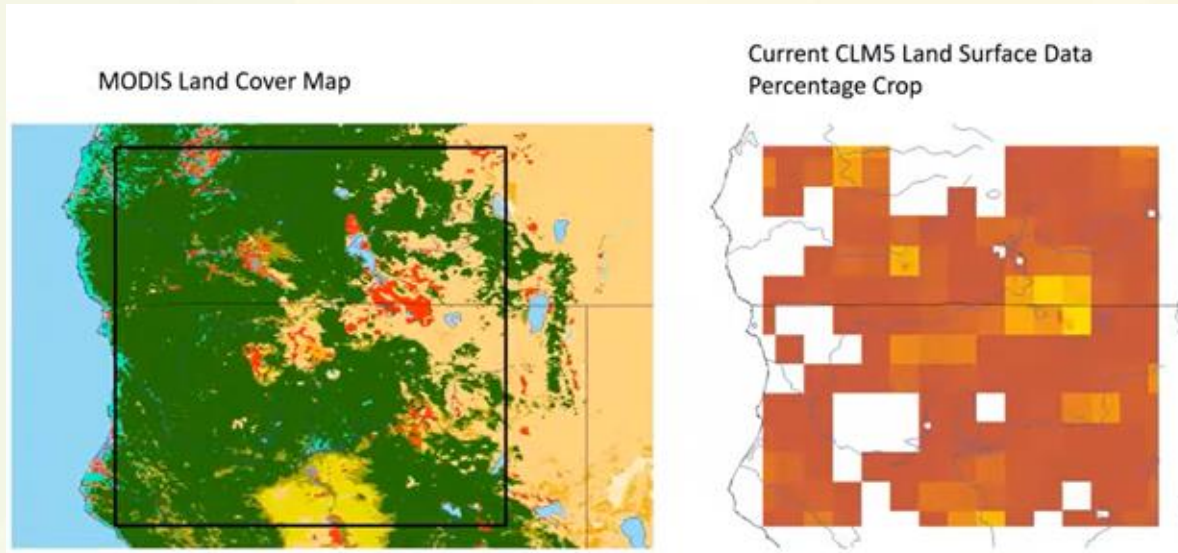 MODIS Land Cover Map
Current CLM5 Land Surface Data
Percentage Crop